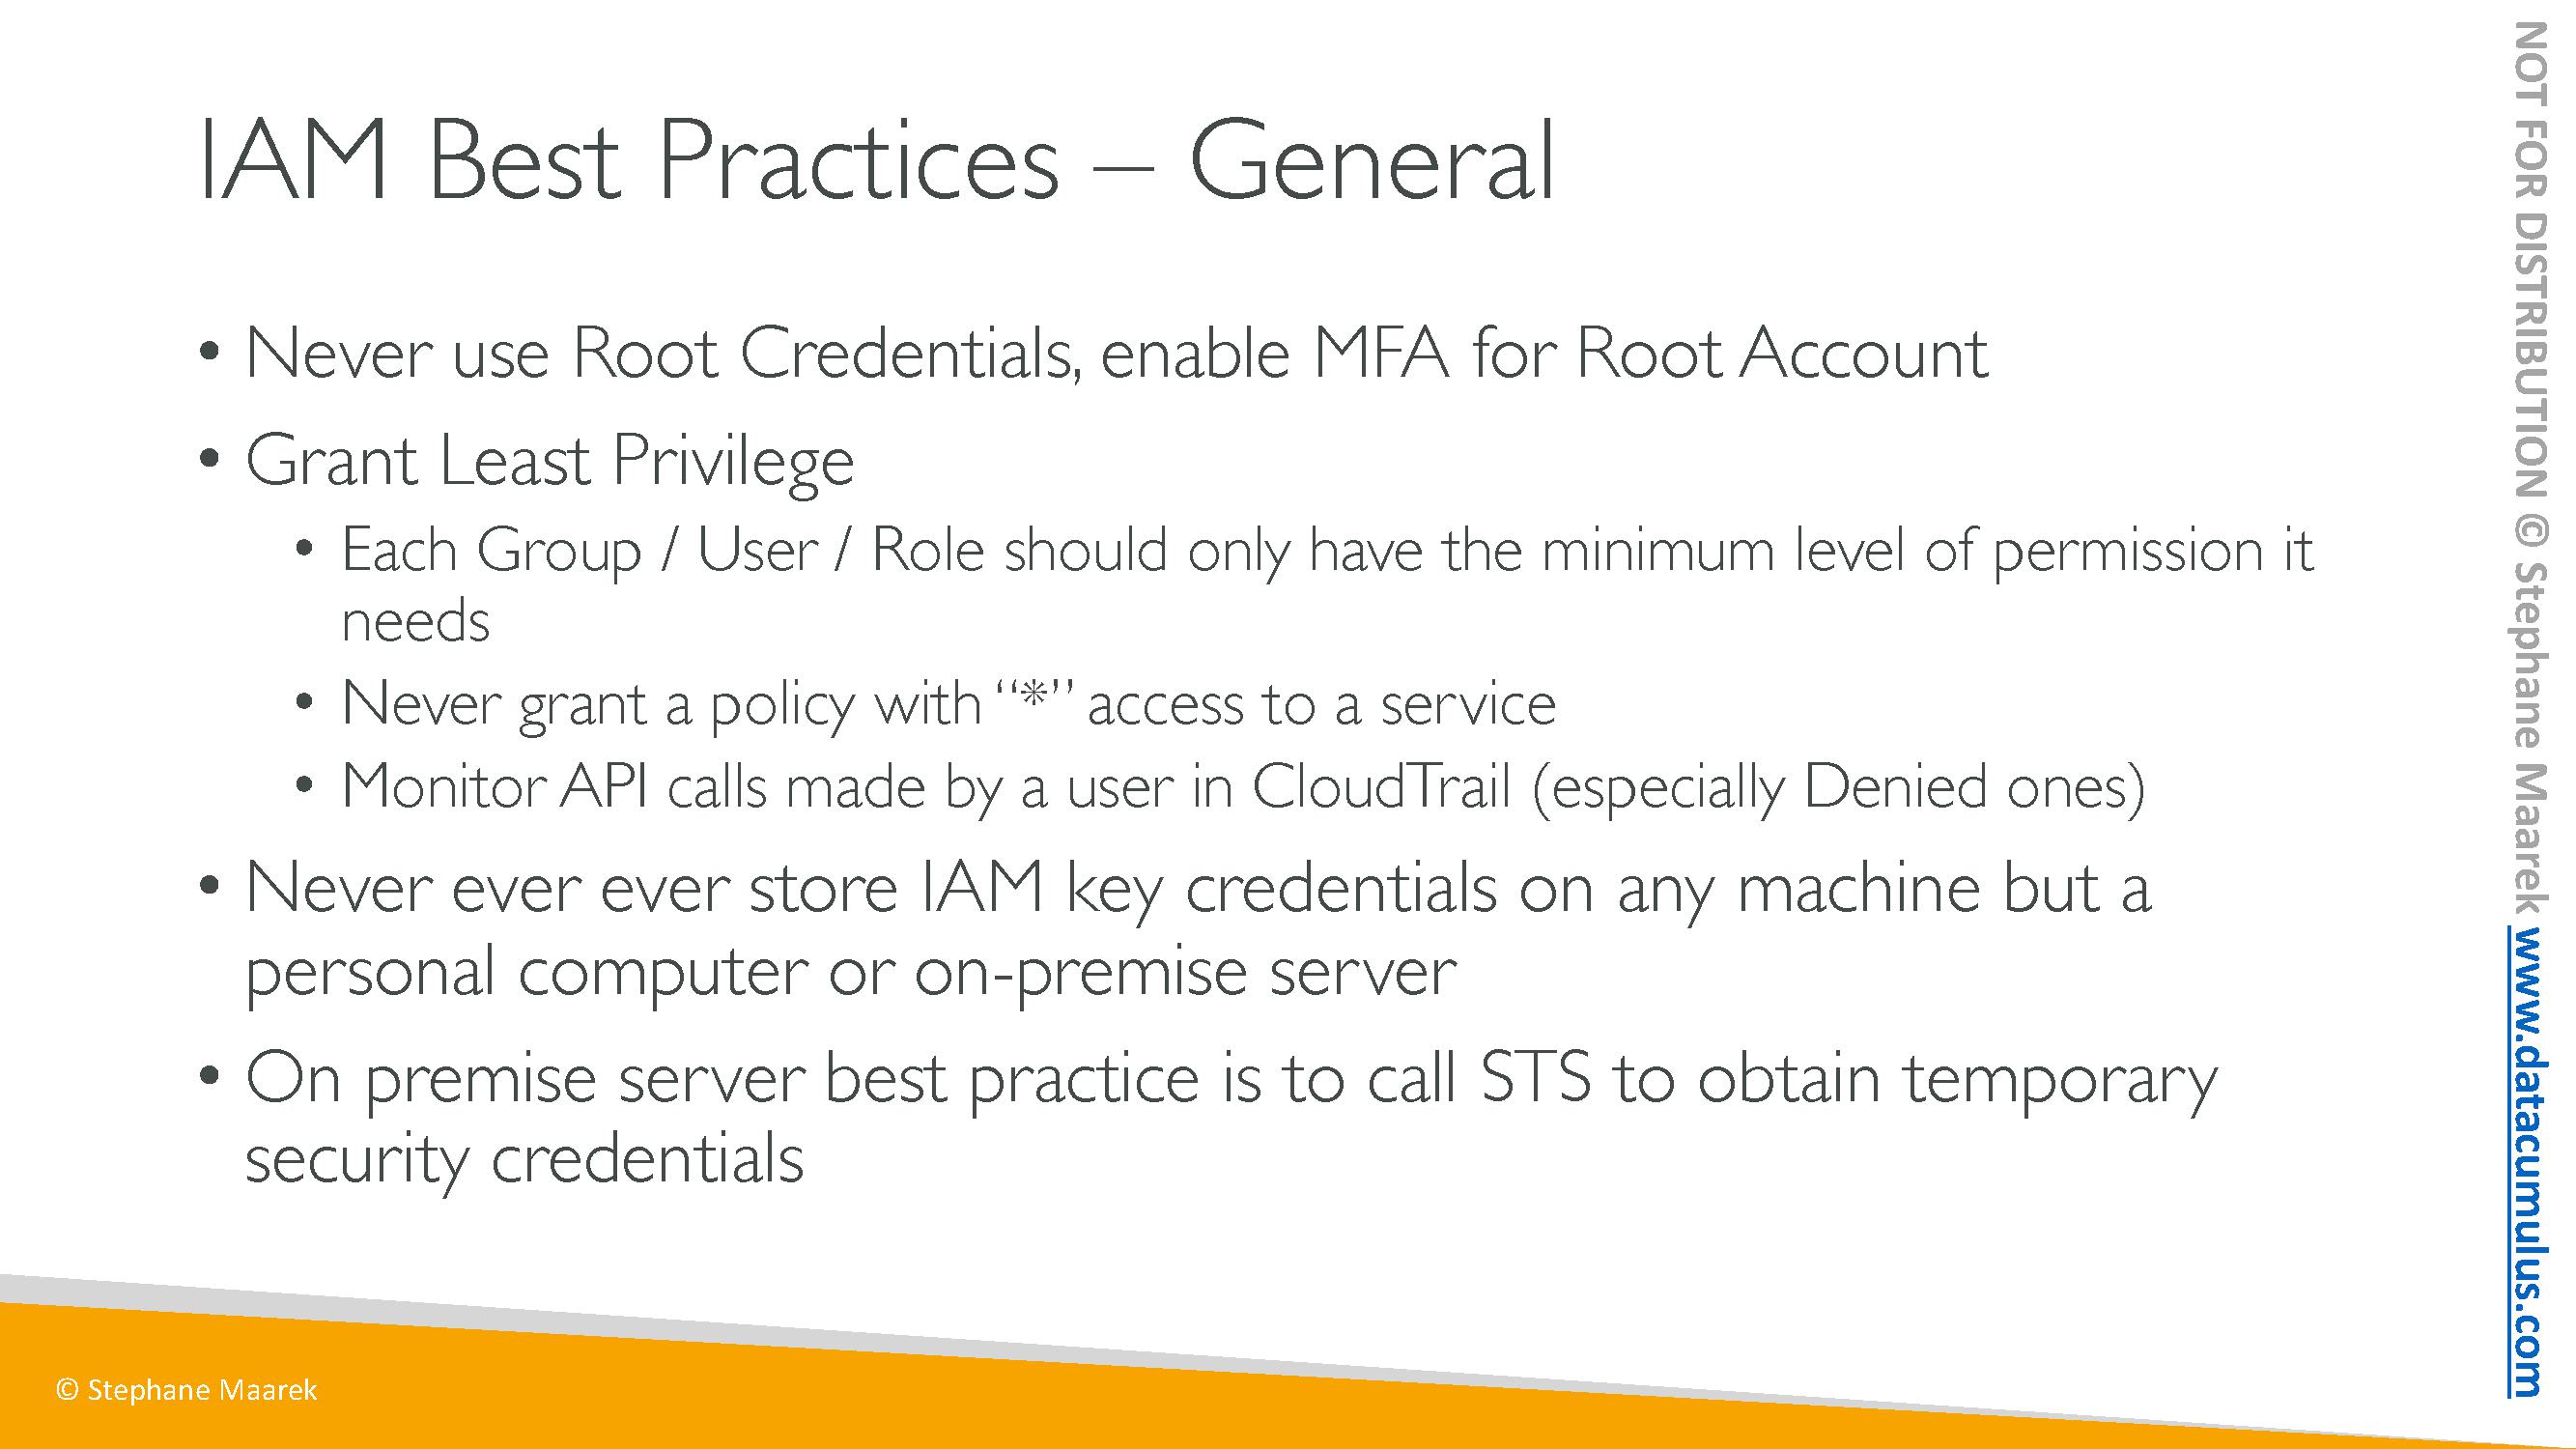 IAM Best Practices – General
• Never use Root Credentials, enable MFA for Root Account
• Grant Least Privilege
• Each Group / User / Role should only have the minimum level of permission it
needs
• Never grant a policy with “*” access to a service
• Monitor API calls made by a user in CloudTrail (especially Denied ones)
• Never ever ever store IAM key credentials on any machine but a
personal computer or on-premise server
• On premise server best practice is to call STS to obtain temporary
security credentials
© Stephane Maarek
NOT FOR DISTRIBUTION © Stephane Maarek www.datacumulus.com